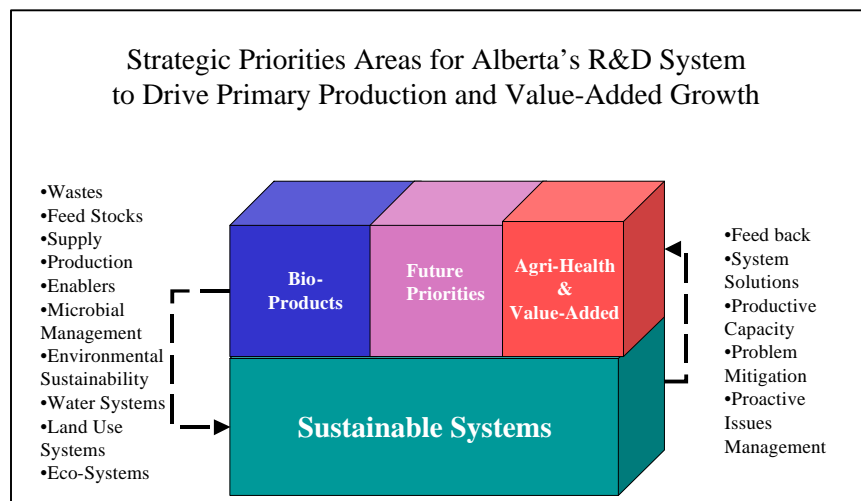 Strategic Priorities Areas for Alberta’s R&D System
to Drive Primary Production and Value-Added Growth
•Wastes
•Feed Stocks
•Supply
•Production
•Enablers
•Microbial
Management
•Environmental
Sustainability
•Water Systems
•Land Use
Systems
•Eco-Systems
Bio-
Products
Future
Priorities
Agri-Health
&
Value-Added
Sustainable Systems
•Feed back
•System
Solutions
•Productive
Capacity
•Problem
Mitigation
•Proactive
Issues
Management